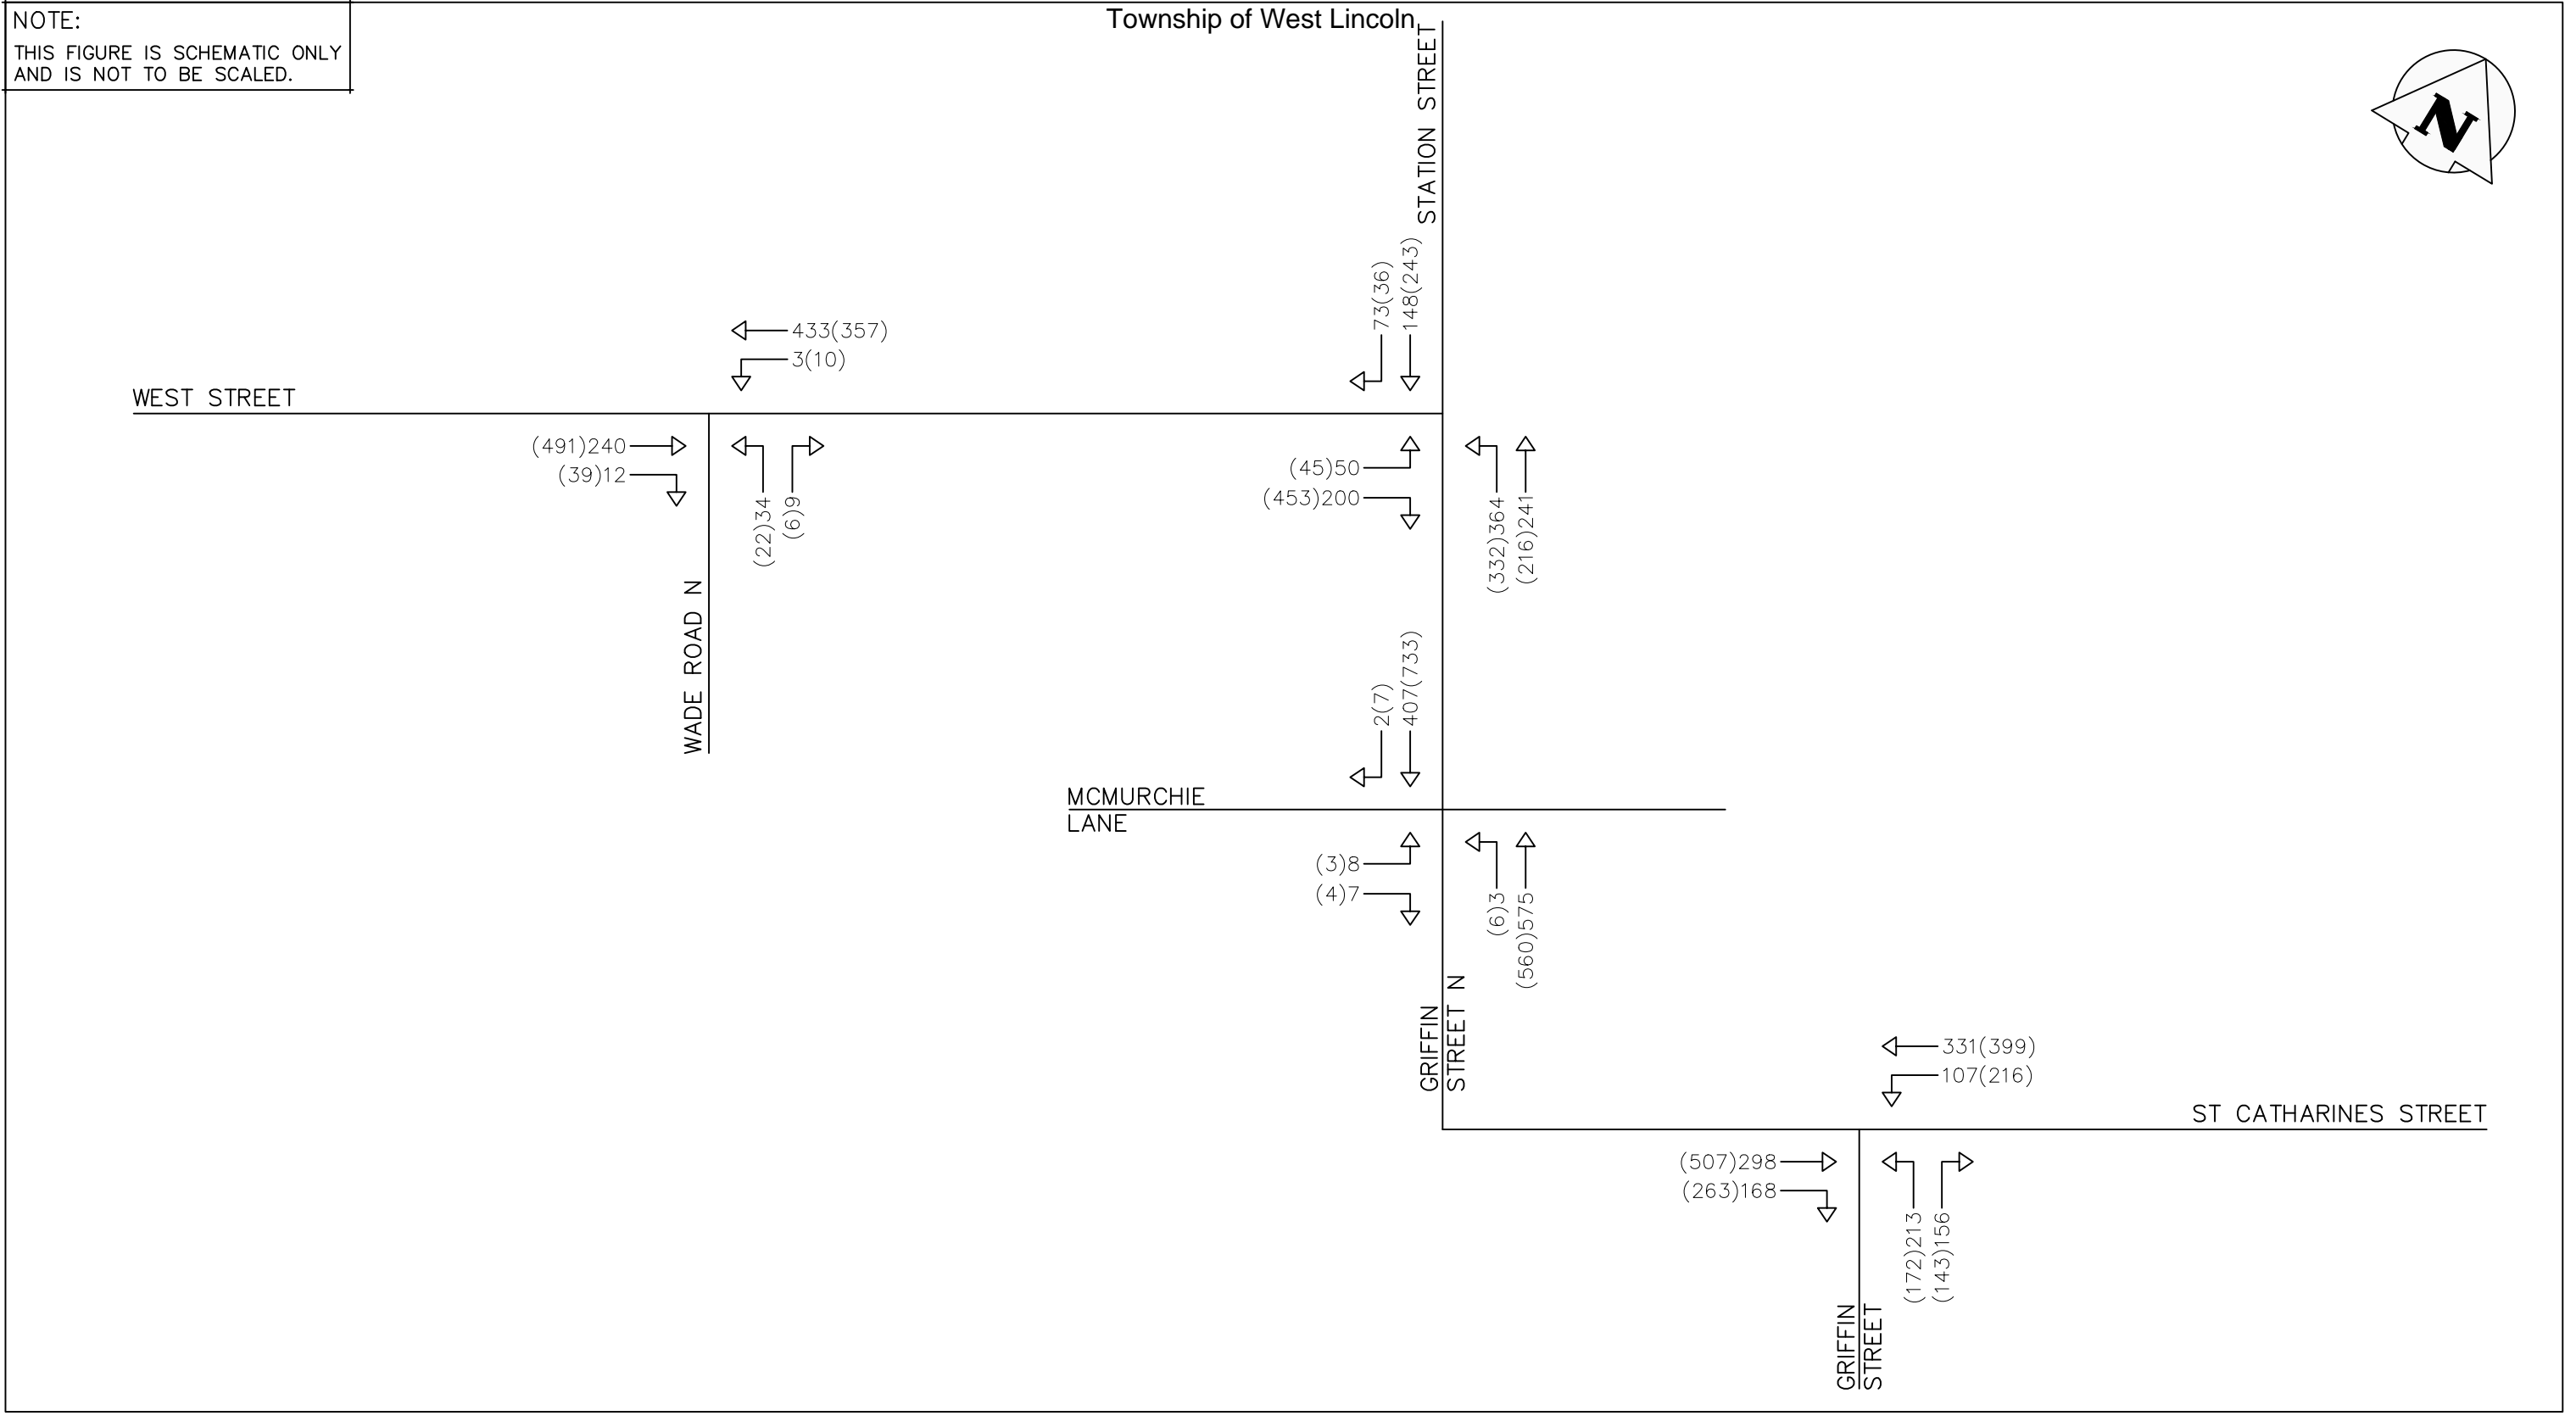 NOTE:
THIS FIGURE IS SCHEMATIC ONLY
AND IS NOT TO BE SCALED.
Township of West Lincoln
STATION STREET
N
73(36)
148(243)
433(357)
3(10)
WEST STREET
(491)240
(39)12
(22)34
(6)9
WADE ROAD N
(45)50
(453)200
(332)364
(216)241
2(7)
407(733)
MCMURCHIE
LANE
(3)8
(4)7
(6)3
(560)575
GRIFFIN
STREET N
331(399)
107(216)
ST CATHARINES STREET
(507)298
(263)168
(172)213
(143)156
GRIFFIN
STREET